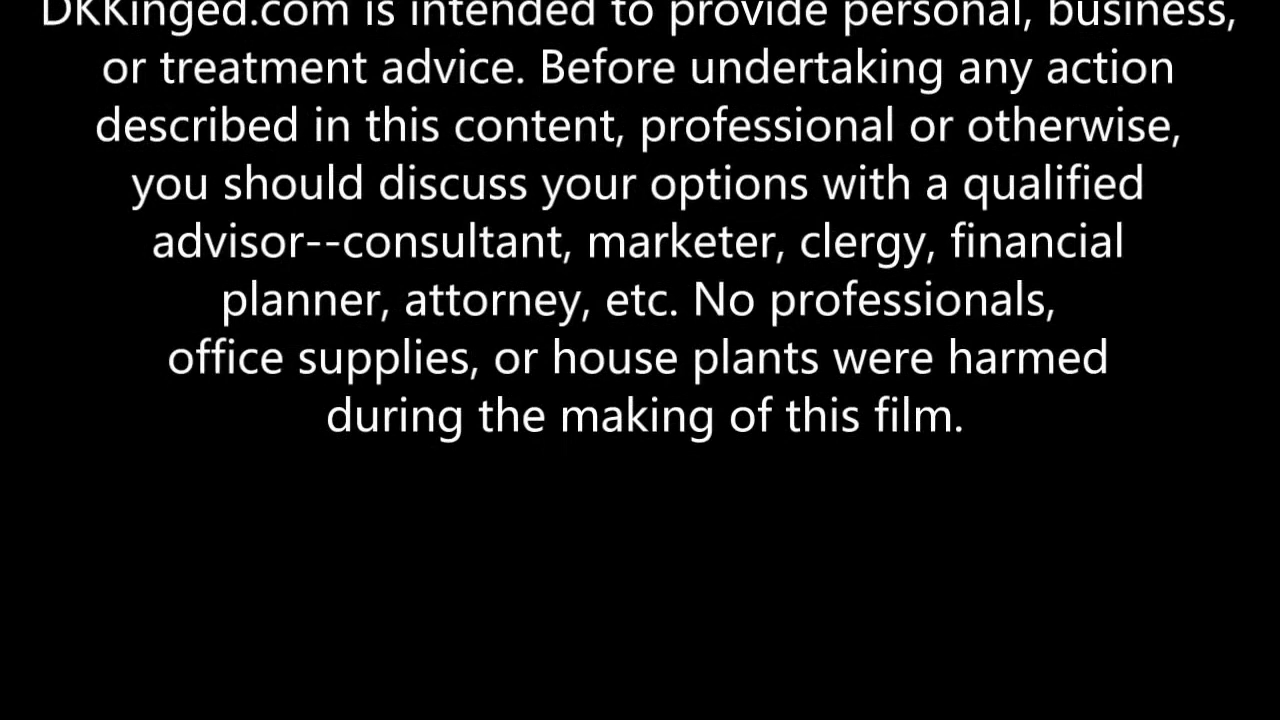 DKKinged.com is intended to provide personal, business,
or treatment advice. Before undertaking any action
described in this content, professional or otherwise,
you should discuss your options with a qualified
advisor--consultant, marketer, clergy, financial
planner, attorney, etc. No professionals,
office supplies, or house plants were harmed
during the making of this film.